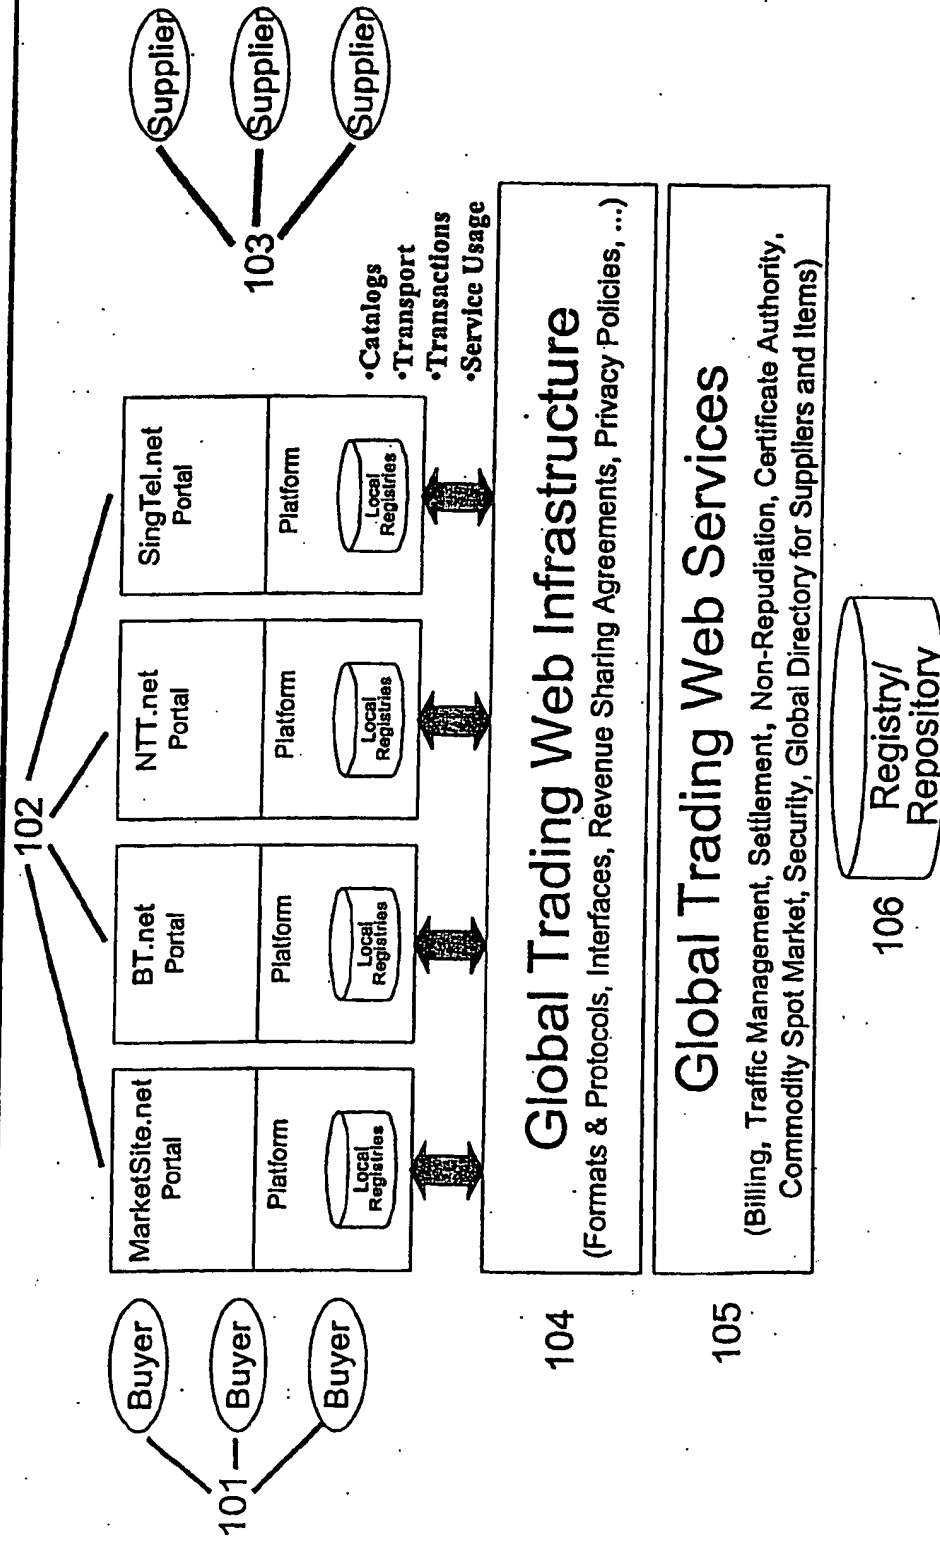 102
MarketSite.net
Portal
Platform
Local
Registries
BT.net
Portal
Platform
Local
Registries
NTT.net
Portal
Platform
Local
Registries
SingTel.net
Portal
Platform
Local
Registries
101
Buyer
Buyer
Buyer
103
Supplier
Supplier
Supplier
•Catalogs
•Transport
•Transactions
•Service Usage
104
Global Trading Web Infrastructure
(Formats & Protocols, Interfaces, Revenue Sharing Agreements, Privacy Policies, ...)
105
Global Trading Web Services
(Billing, Traffic Management, Settlement, Non-Repudiation, Certificate Authority,
Commodity Spot Market, Security, Global Directory for Suppliers and Items)
106
Registry/
Repository